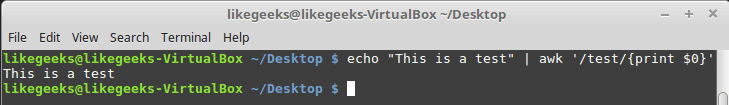 likegeeks@likegeeks-VirtualBox ~/Desktop
File Edit View Search Terminal Help
likegeeks@likegeeks-VirtualBox ~/Desktop $ echo "This is a test" | awk '/test/{print $0}'
This is a test
likegeeks@likegeeks-VirtualBox ~/Desktop $